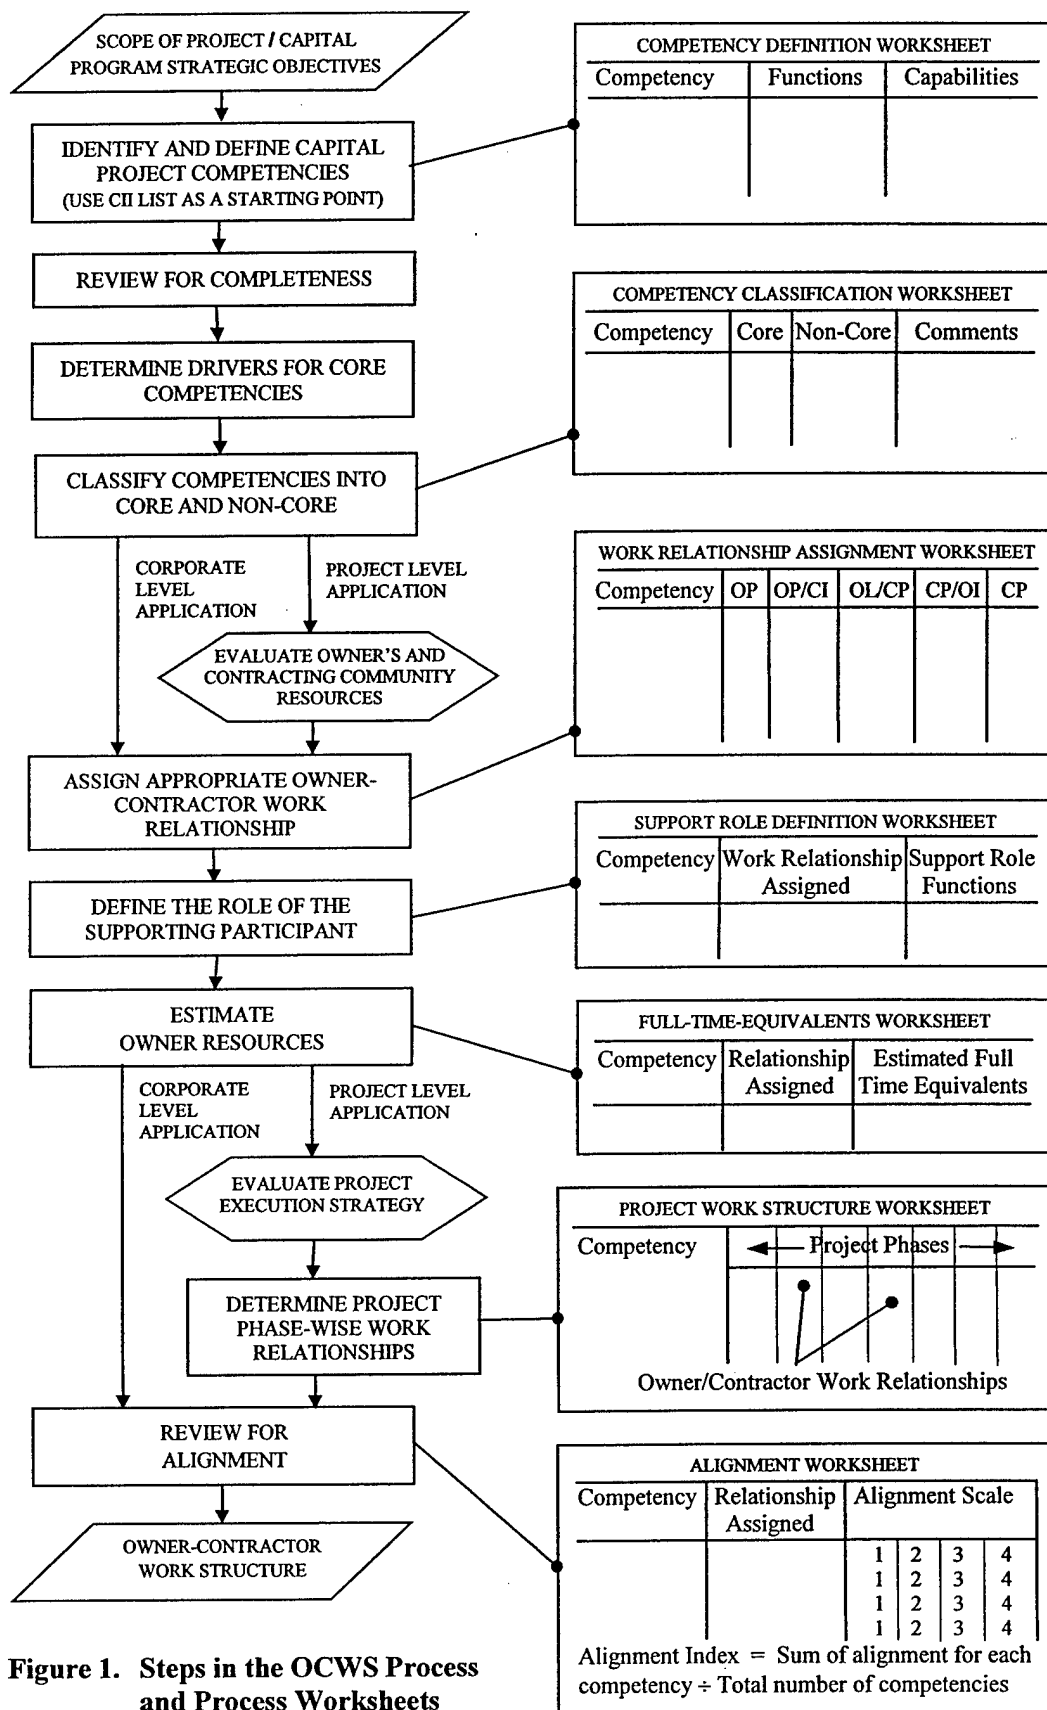 SCOPE OF PROJECT / CAPITAL
PROGRAM STRATEGIC OBJECTIVES
IDENTIFY AND DEFINE CAPITAL
PROJECT COMPETENCIES
(USE CII LIST AS A STARTING POINT)
REVIEW FOR COMPLETENESS
DETERMINE DRIVERS FOR CORE
COMPETENCIES
CLASSIFY COMPETENCIES INTO
CORE AND NON-CORE
CORPORATE
LEVEL
APPLICATION
PROJECT LEVEL
APPLICATION
EVALUATE OWNER'S AND
CONTRACTING COMMUNITY
RESOURCES
ASSIGN APPROPRIATE OWNER-
CONTRACTOR WORK
RELATIONSHIP
DEFINE THE ROLE OF THE
SUPPORTING PARTICIPANT
ESTIMATE
OWNER RESOURCES
CORPORATE
LEVEL
APPLICATION
PROJECT LEVEL
APPLICATION
EVALUATE PROJECT
EXECUTION STRATEGY
DETERMINE PROJECT
PHASE-WISE WORK
RELATIONSHIPS
REVIEW FOR
ALIGNMENT
OWNER-CONTRACTOR
WORK STRUCTURE
COMPETENCY DEFINITION WORKSHEET
Competency Functions Capabilities
COMPETENCY CLASSIFICATION WORKSHEET
Competency Core Non-Core Comments
WORK RELATIONSHIP ASSIGNMENT WORKSHEET
Competency OP OP/CI OL/CP CP/OI CP
SUPPORT ROLE DEFINITION WORKSHEET
Competency Work Relationship Support Role
Assigned Functions
FULL-TIME-EQUIVALENTS WORKSHEET
Competency Relationship Estimated Full
Assigned Time Equivalents
PROJECT WORK STRUCTURE WORKSHEET
Competency Project Phases
Owner/Contractor Work Relationships
ALIGNMENT WORKSHEET
Competency Relationship Alignment Scale
Assigned
1 2 3 4
1 2 3 4
1 2 3 4
1 2 3 4
Alignment Index = Sum of alignment for each
competency ÷ Total number of competencies
Figure 1. Steps in the OCWS Process
and Process Worksheets